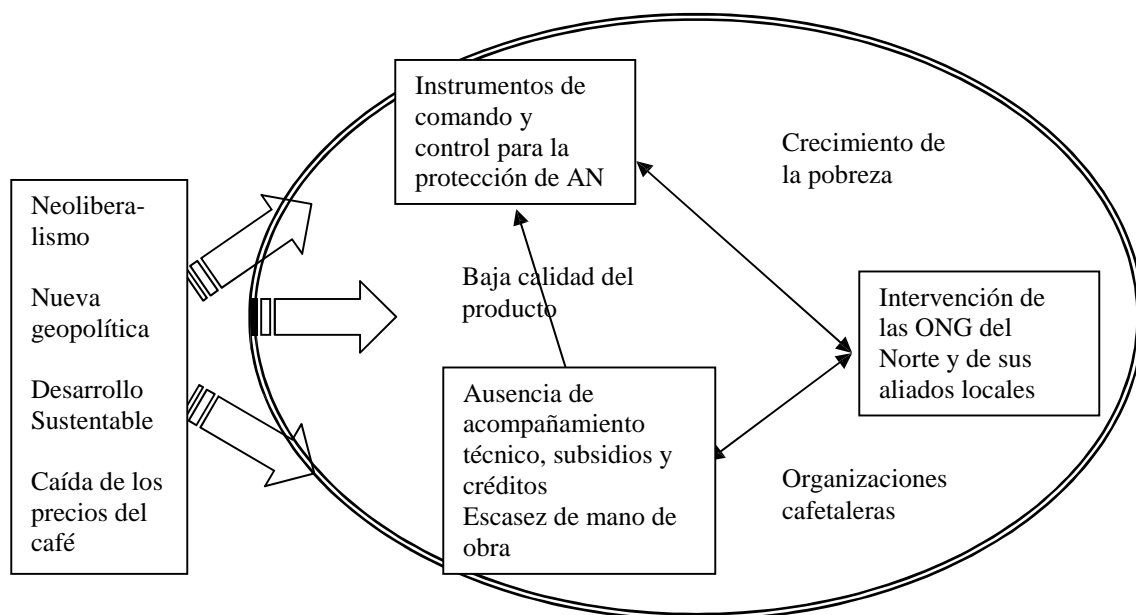 Neolibera-
lismo
Nueva
geopolítica
Desarrollo
Sustentable
Caída de los
precios del
café
Instrumentos de
comando y
control para la
protección de AN
Crecimiento de
la pobreza
Baja calidad del
producto
Intervención de
las ONG del
Norte y de sus
aliados locales
Ausencia de
acompañamiento
técnico, subsidios y
créditos
Escasez de mano de
obra
Organizaciones
cafetaleras